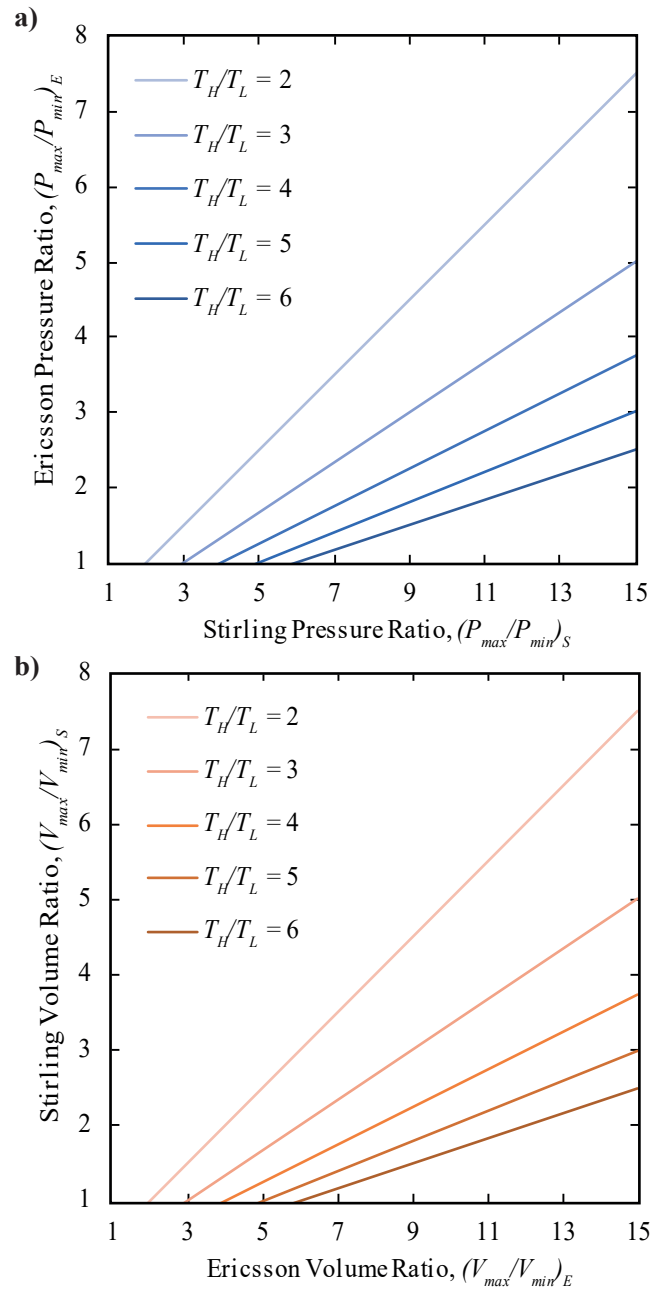 a)
8
7
6
5
4
3
2
1
Ericsson Pressure Ratio, (P_max/P_min)_E
T_H/T_L = 2
T_H/T_L = 3
T_H/T_L = 4
T_H/T_L = 5
T_H/T_L = 6
1 3 5 7 9 11 13 15
Stirling Pressure Ratio, (P_max/P_min)_S
b)
8
7
6
5
4
3
2
1
Stirling Volume Ratio, (V_max/V_min)_S
T_H/T_L = 2
T_H/T_L = 3
T_H/T_L = 4
T_H/T_L = 5
T_H/T_L = 6
1 3 5 7 9 11 13 15
Ericsson Volume Ratio, (V_max/V_min)_E